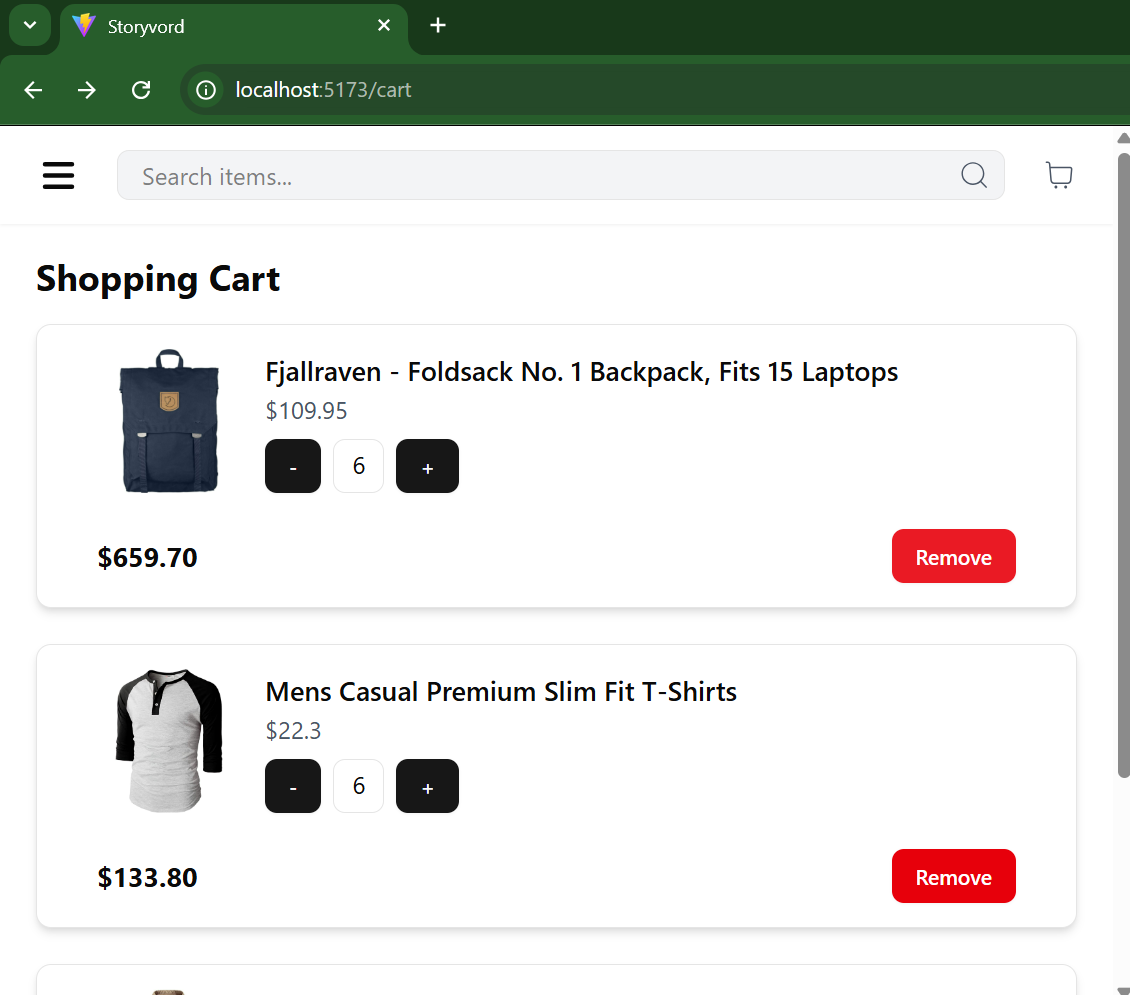 Storyvord
localhost:5173/cart
Search items...
Shopping Cart
Fjallraven - Foldsack No. 1 Backpack, Fits 15 Laptops
$109.95
- 6 +
$659.70 Remove
Mens Casual Premium Slim Fit T-Shirts
$22.3
- 6 +
$133.80 Remove